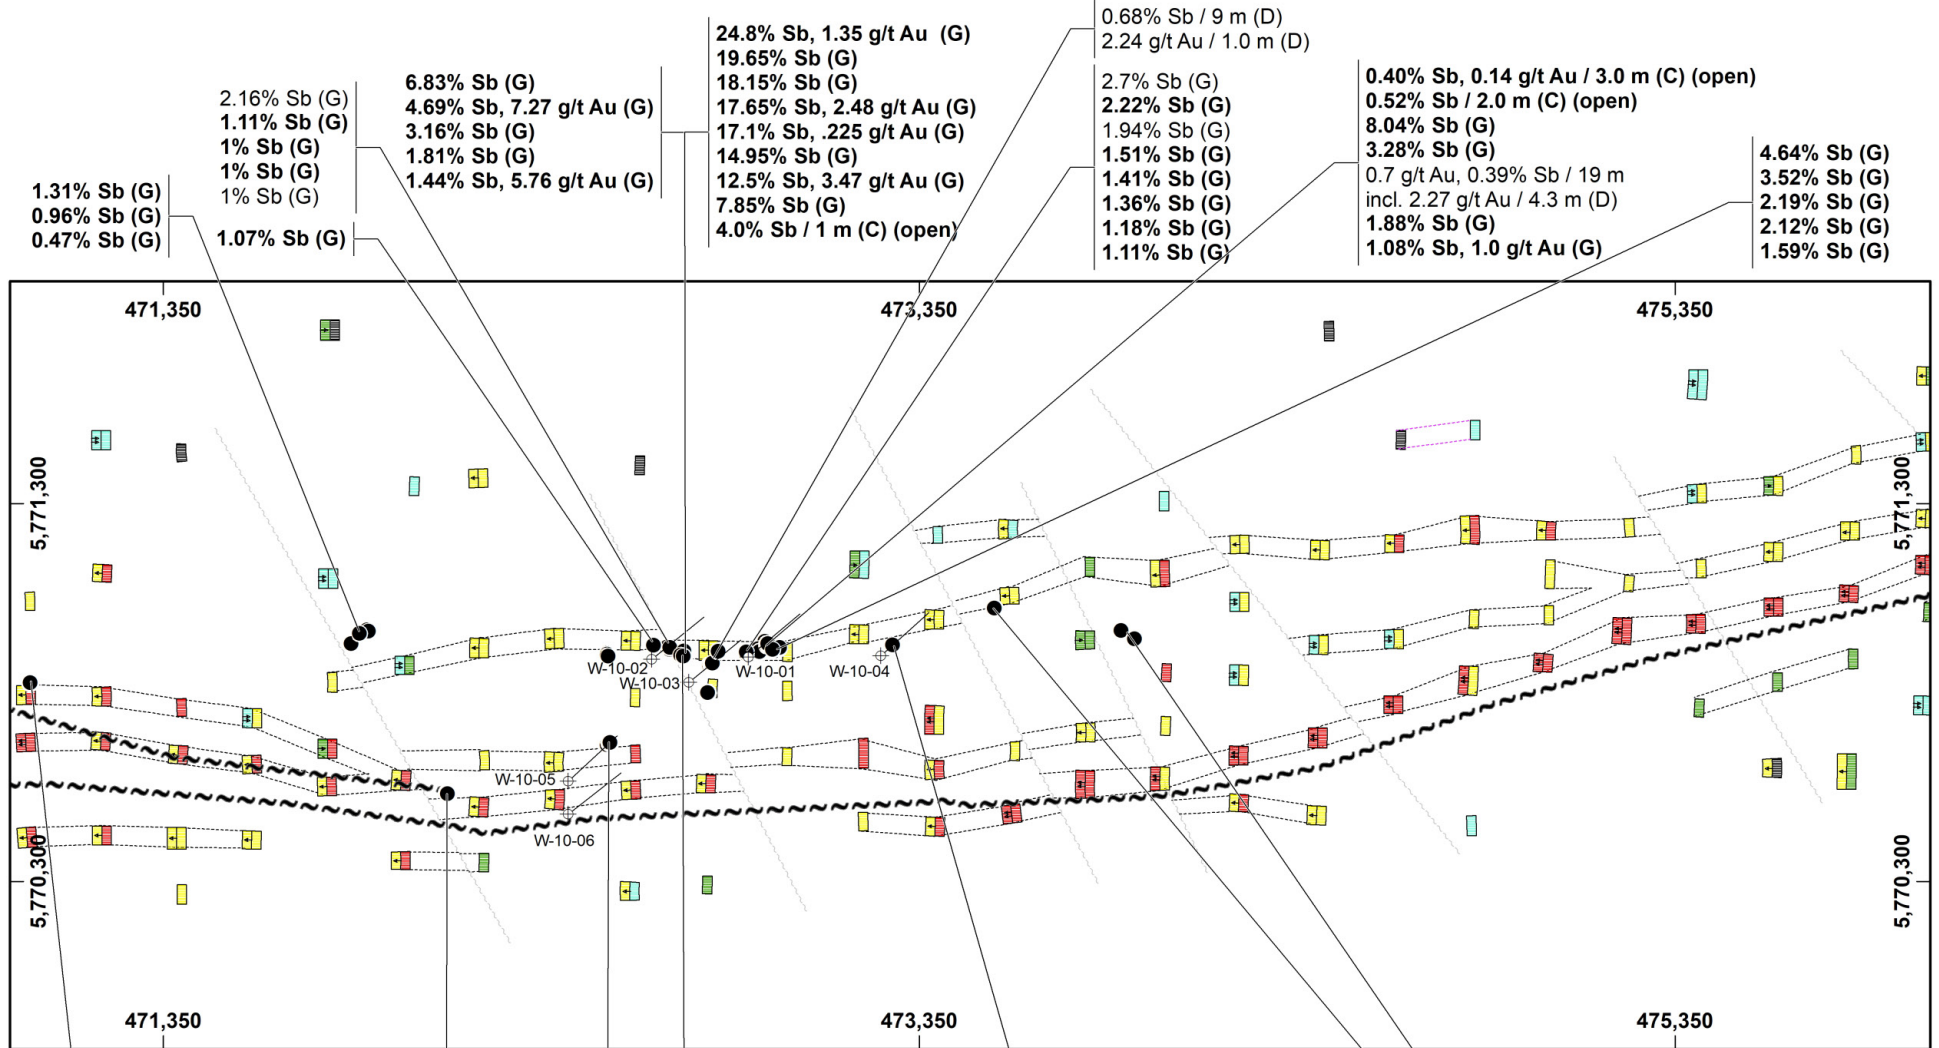 1.31% Sb (G)
0.96% Sb (G)
0.47% Sb (G)
2.16% Sb (G)
1.11% Sb (G)
1% Sb (G)
1% Sb (G)
1% Sb (G)
1.07% Sb (G)
6.83% Sb (G)
4.69% Sb, 7.27 g/t Au (G)
3.16% Sb (G)
1.81% Sb (G)
1.44% Sb, 5.76 g/t Au (G)
24.8% Sb, 1.35 g/t Au (G)
19.65% Sb (G)
18.15% Sb (G)
17.65% Sb, 2.48 g/t Au (G)
17.1% Sb, .225 g/t Au (G)
14.95% Sb (G)
12.5% Sb, 3.47 g/t Au (G)
7.85% Sb (G)
4.0% Sb / 1 m (C) (open)
0.68% Sb / 9 m (D)
2.24 g/t Au / 1.0 m (D)
2.7% Sb (G)
2.22% Sb (G)
1.94% Sb (G)
1.51% Sb (G)
1.41% Sb (G)
1.36% Sb (G)
1.18% Sb (G)
1.11% Sb (G)
0.40% Sb, 0.14 g/t Au / 3.0 m (C) (open)
0.52% Sb / 2.0 m (C) (open)
8.04% Sb (G)
3.28% Sb (G)
0.7 g/t Au, 0.39% Sb / 19 m
incl. 2.27 g/t Au / 4.3 m (D)
1.88% Sb (G)
1.08% Sb, 1.0 g/t Au (G)
4.64% Sb (G)
3.52% Sb (G)
2.19% Sb (G)
2.12% Sb (G)
1.59% Sb (G)
471,350
473,350
475,350
5,771,300
5,771,300
W-10-02
W-10-03
W-10-01
W-10-04
W-10-05
W-10-06
5,770,300
5,770,300
471,350
473,350
475,350